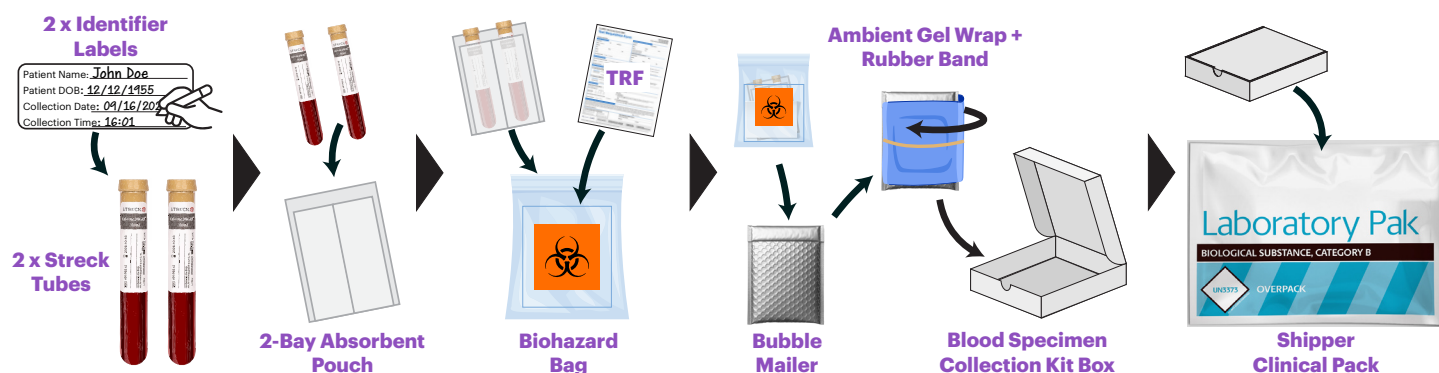 2 x Identifier
Labels
Patient Name: John Doe
Patient DOB: 12/12/1955
Collection Date: 09/16/202
Collection Time: 16:01
2 x Streck
Tubes
2-Bay Absorbent
Pouch
TRF
Biohazard
Bag
Bubble
Mailer
Ambient Gel Wrap +
Rubber Band
Blood Specimen
Collection Kit Box
Laboratory Pak
BIOLOGICAL SUBSTANCE, CATEGORY B
UN3373
OVERPACK
Shipper
Clinical Pack